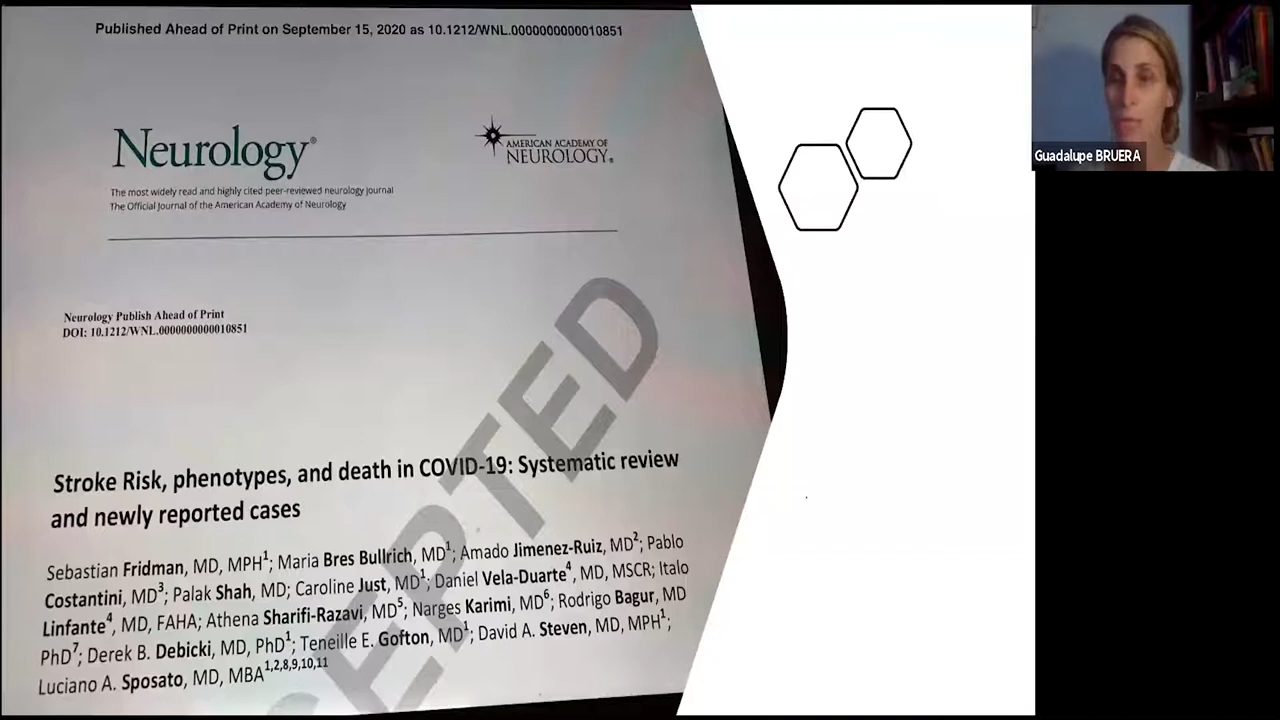 Published Ahead of Print on September 15, 2020 as 10.1212/WNL.0000000000010851
Neurology®
AMERICAN ACADEMY OF
NEUROLOGY®
The most widely read and highly cited peer-reviewed neurology journal
The Official Journal of the American Academy of Neurology
Neurology Publish Ahead of Print
DOI: 10.1212/WNL.0000000000010851
EPTED
Stroke Risk, phenotypes, and death in COVID-19: Systematic review
and newly reported cases
Sebastian Fridman, MD, MPH1; Maria Bres Bullrich, MD1; Amado Jimenez-Ruiz, MD2; Pablo
Costantini, MD3; Palak Shah, MD; Caroline Just, MD1; Daniel Vela-Duarte4, MD, MSCR; Italo
Linfante4, MD, FAHA; Athena Sharifi-Razavi, MD5; Narges Karimi, MD6; Rodrigo Bagur, MD
PhD7; Derek B. Debicki, MD, PhD1; Teneille E. Gofton, MD1; David A. Steven, MD, MPH1;
Luciano A. Sposato, MD, MBA1,2,8,9,10,11
Guadalupe BRUERA